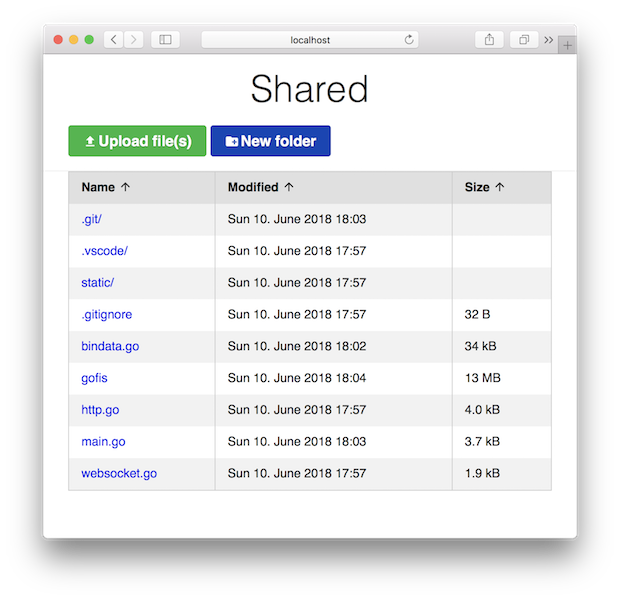 localhost
Shared
Upload file(s) New folder
Name Modified Size
.git/ Sun 10. June 2018 18:03
.vscode/ Sun 10. June 2018 17:57
static/ Sun 10. June 2018 17:57
.gitignore Sun 10. June 2018 17:57 32 B
bindata.go Sun 10. June 2018 18:02 34 kB
gofis Sun 10. June 2018 18:04 13 MB
http.go Sun 10. June 2018 17:57 4.0 kB
main.go Sun 10. June 2018 18:03 3.7 kB
websocket.go Sun 10. June 2018 17:57 1.9 kB